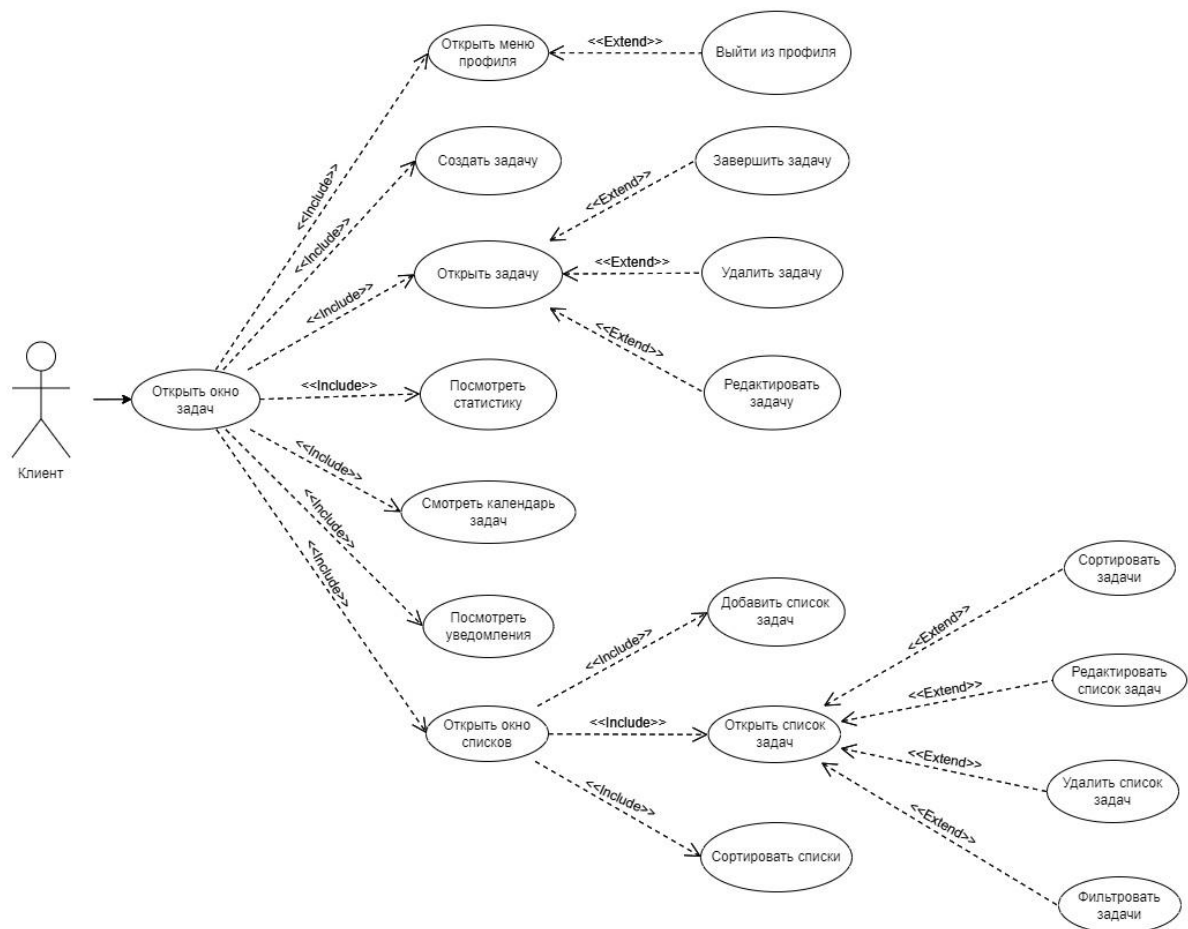 Открыть меню
профиля
<<Extend>>
Выйти из профиля
<<Include>>
Создать задачу
<<Include>>
Завершить задачу
<<Extend>>
Открыть задачу
<<Include>>
<<Extend>>
Удалить задачу
<<Extend>>
Редактировать
задачу
Клиент
Открыть окно
задач
<<Include>>
Посмотреть
статистику
<<Include>>
Смотреть календарь
задач
<<Include>>
Посмотреть
уведомления
<<Include>>
Открыть окно
списков
<<Include>>
Добавить список
задач
<<Include>>
Открыть список
задач
<<Include>>
Сортировать списки
<<Extend>>
Сортировать
задачи
<<Extend>>
Редактировать
список задач
<<Extend>>
Удалить список
задач
<<Extend>>
Фильтровать
задачи